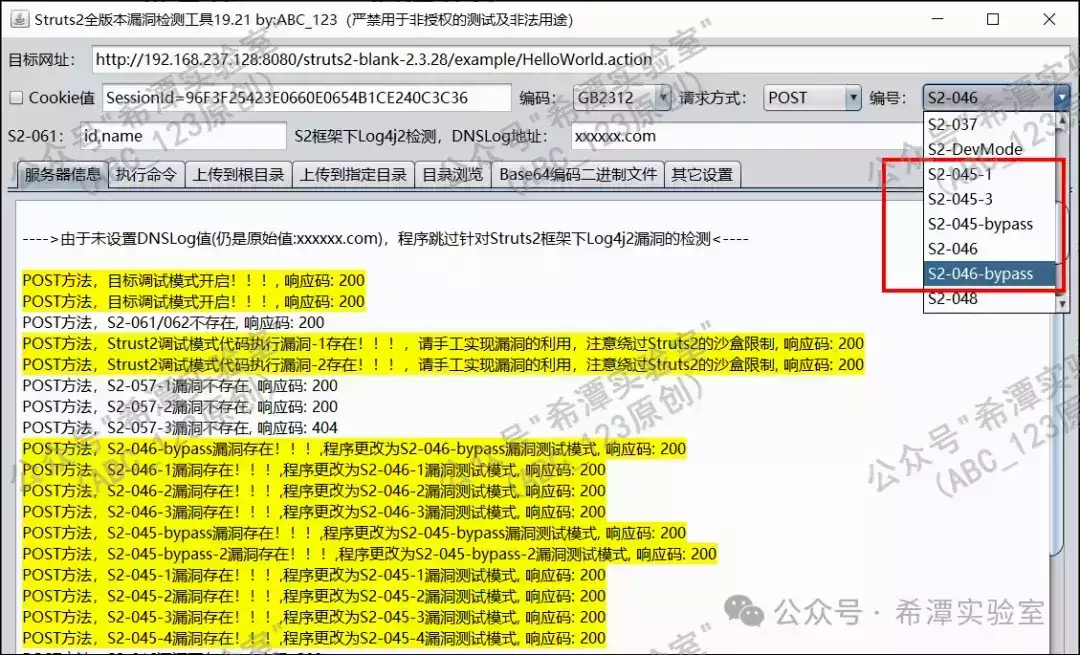 Struts2全版本漏洞检测工具19.21 by:ABC_123（严禁用于非授权的测试及非法用途)
目标网址： http://192.168.237.128:8080/struts2-blank-2.3.28/example/HelloWorld.action
Cookie值 SessionId=96F3F25423E0660E0654B1CE240C3C36 编码： GB2312 请求方式： POST 编号： S2-046
S2-061： id,name S2框架下Log4j2检测，DNSLog地址： xxxxxx.com
S2-037
S2-DevMode
S2-045-1
S2-045-3
S2-045-bypass
S2-046
S2-046-bypass
S2-048
服务器信息 执行命令 上传到根目录 上传到指定目录 目录浏览 Base64编码二进制文件 其它设置
---->由于未设置DNSLog值(仍是原始值:xxxxxx.com)，程序跳过针对Struts2框架下Log4j2漏洞的检测<----
POST方法，目标调试模式开启！！！, 响应码: 200
POST方法，目标调试模式开启！！！, 响应码: 200
POST方法，S2-061/062不存在, 响应码: 200
POST方法，Strust2调试模式代码执行漏洞-1存在！！！，请手工实现漏洞的利用，注意绕过Struts2的沙盒限制, 响应码: 200
POST方法，Strust2调试模式代码执行漏洞-2存在！！！，请手工实现漏洞的利用，注意绕过Struts2的沙盒限制, 响应码: 200
POST方法，S2-057-1漏洞不存在, 响应码: 200
POST方法，S2-057-2漏洞不存在, 响应码: 200
POST方法，S2-057-3漏洞不存在, 响应码: 404
POST方法，S2-046-bypass漏洞存在！！！,程序更改为S2-046-bypass漏洞测试模式, 响应码: 200
POST方法，S2-046-1漏洞存在！！！,程序更改为S2-046-1漏洞测试模式, 响应码: 200
POST方法，S2-046-2漏洞存在！！！,程序更改为S2-046-2漏洞测试模式, 响应码: 200
POST方法，S2-046-3漏洞存在！！！,程序更改为S2-046-3漏洞测试模式, 响应码: 200
POST方法，S2-045-bypass漏洞存在！！！,程序更改为S2-045-bypass漏洞测试模式, 响应码: 200
POST方法，S2-045-bypass-2漏洞存在！！！,程序更改为S2-045-bypass-2漏洞测试模式, 响应码: 200
POST方法，S2-045-1漏洞存在！！！,程序更改为S2-045-1漏洞测试模式, 响应码: 200
POST方法，S2-045-2漏洞存在！！！,程序更改为S2-045-2漏洞测试模式, 响应码: 200
POST方法，S2-045-3漏洞存在！！！,程序更改为S2-045-3漏洞测试模式, 响应码: 200
POST方法，S2-045-4漏洞存在！！！,程序更改为S2-045-4漏洞测试模式, 响应码: 200
公众号"希潭实验室"
(ABC_123原创)
公众号 · 希潭实验室